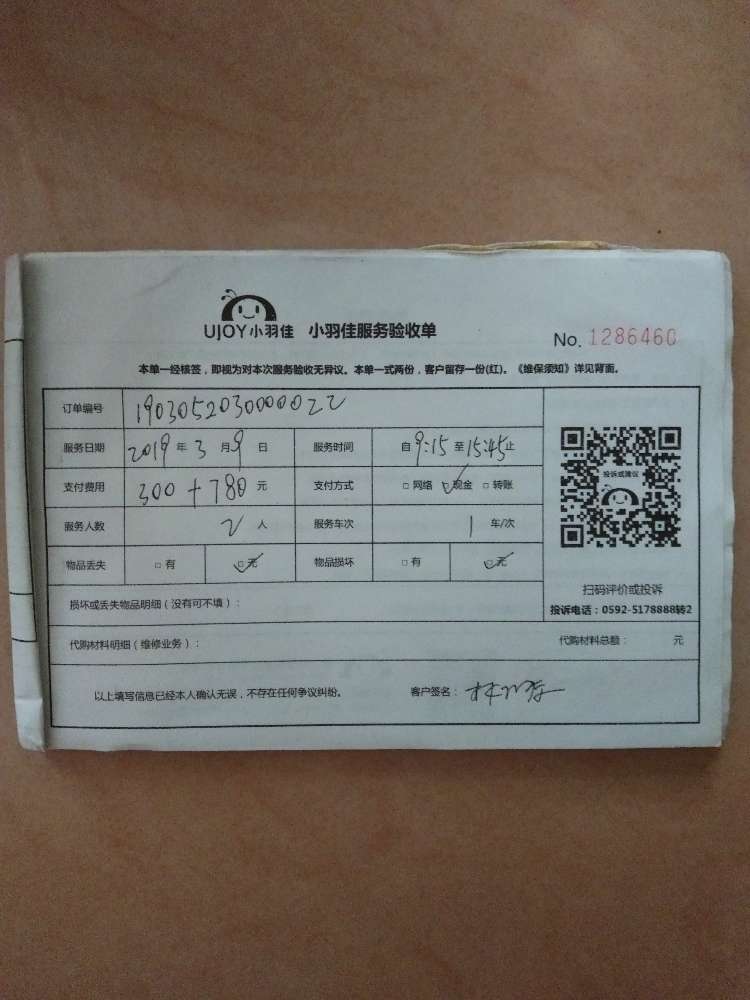 UJOY小羽佳 小羽佳服务验收单
No. 1286460
本单一经核签，即视为对本次服务验收无异议。本单一式两份，客户留存一份(红)。《维保须知》详见背面。
订单编号 1903052030000022
服务日期 2019 年 3 月 9 日 服务时间 自 9:15 至 15:45 止
支付费用 300 + 780 元 支付方式 □ 网络 ☑ 现金 □ 转账
服务人数 2 人 服务车次 1 车/次
物品丢失 □ 有 ☑ 无 物品损坏 □ 有 ☑ 无
投诉或建议
扫码评价或投诉
投诉电话：0592-5178888转2
损坏或丢失物品明细（没有可不填）：
代购材料明细（维修业务）： 代购材料总额： 元
以上填写信息已经本人确认无误，不存在任何争议纠纷。 客户签名：